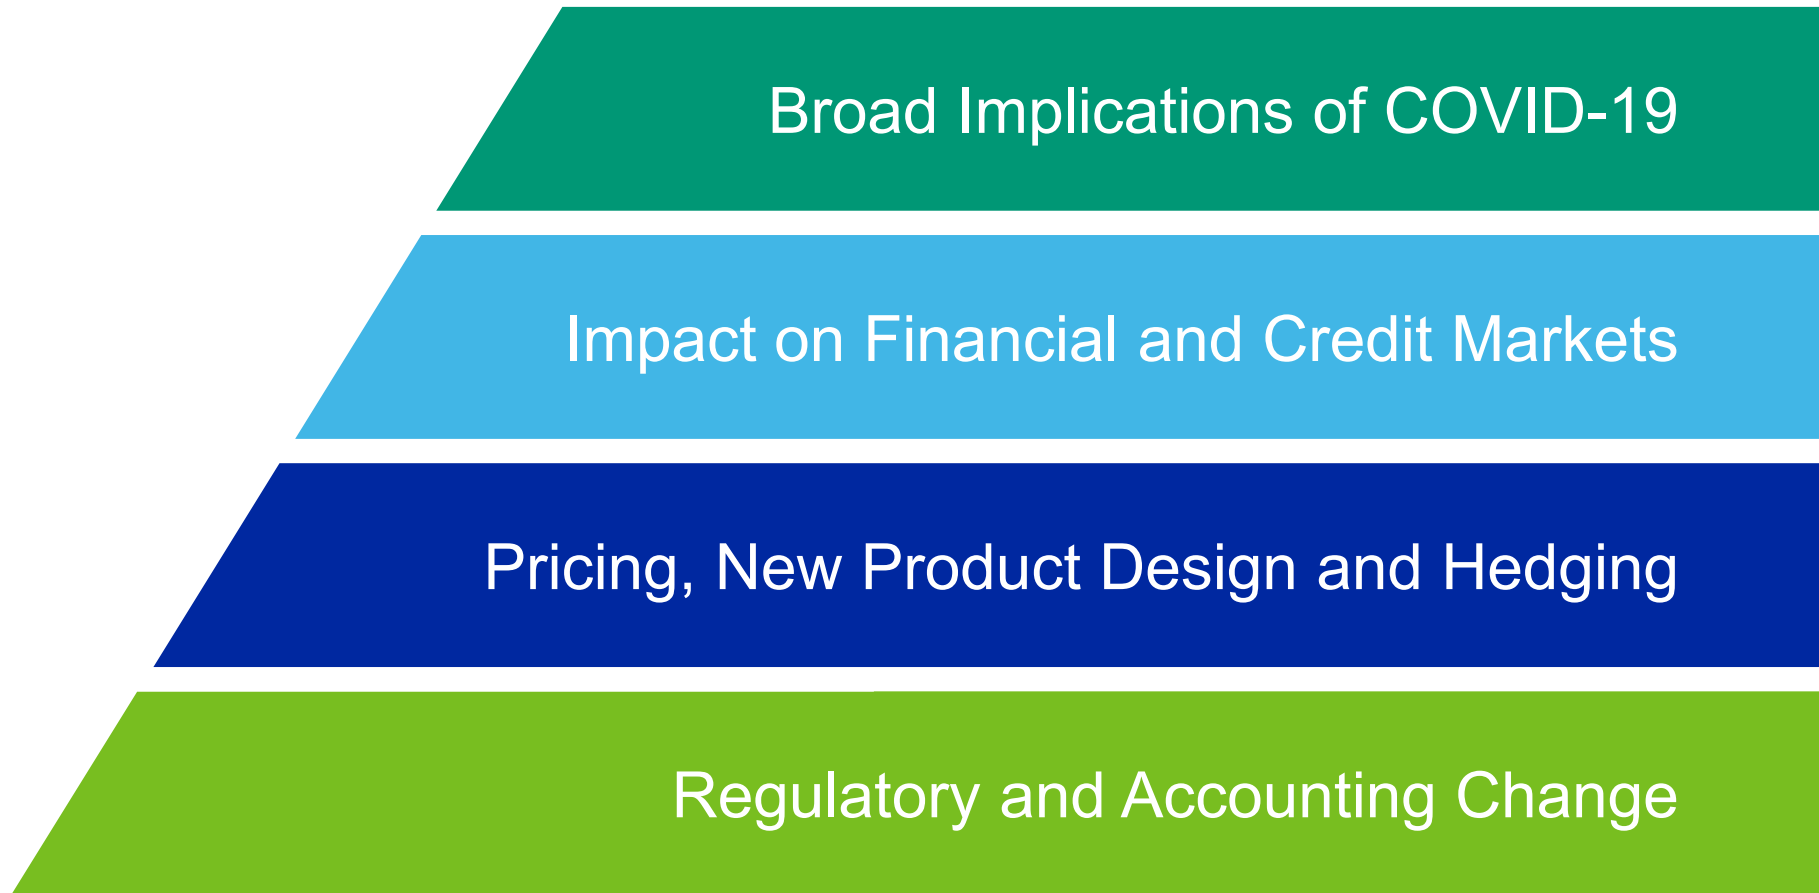 Broad Implications of COVID-19
Impact on Financial and Credit Markets
Pricing, New Product Design and Hedging
Regulatory and Accounting Change